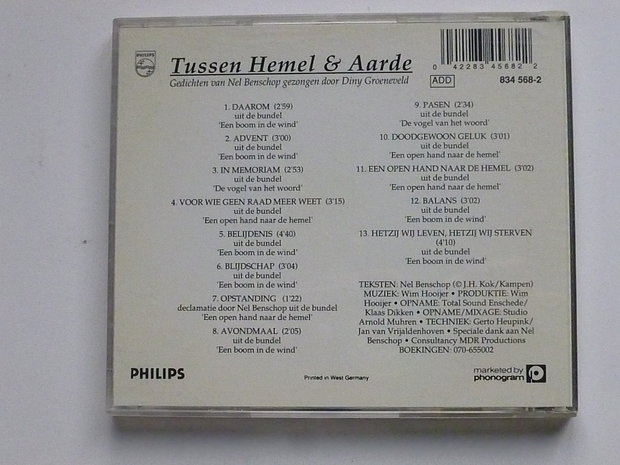 PHILIPS
Tussen Hemel & Aarde
Gedichten van Nel Benschop gezongen door Diny Groeneveld
0 42283 45682 2
ADD
834 568-2
1. DAAROM (2'59)
uit de bundel
'Een boom in de wind'
2. ADVENT (3'00)
uit de bundel
'Een boom in de wind'
3. IN MEMORIAM (2'53)
uit de bundel
'De vogel van het woord'
4. VOOR WIE GEEN RAAD MEER WEET (3'15)
uit de bundel
'Een open hand naar de hemel'
5. BELIJDENIS (4'40)
uit de bundel
'Een boom in de wind'
6. BLIJDSCHAP (3'04)
uit de bundel
'Een boom in de wind'
7. OPSTANDING (1'22)
declamatie door Nel Benschop uit de bundel
'Een open hand naar de hemel'
8. AVONDMAAL (2'05)
uit de bundel
'Een boom in de wind'
9. PASEN (2'34)
uit de bundel
'De vogel van het woord'
10. DOODGEWOON GELUK (3'01)
uit de bundel
'Een open hand naar de hemel'
11. EEN OPEN HAND NAAR DE HEMEL (3'02)
uit de bundel
'Een open hand naar de hemel'
12. BALANS (3'02)
uit de bundel
'Een boom in de wind'
13. HETZIJ WIJ LEVEN, HETZIJ WIJ STERVEN
(4'10)
uit de bundel
'Een boom in de wind'
TEKSTEN: Nel Benschop (© J.H. Kok/Kampen)
MUZIEK: Wim Hooijer • PRODUKTIE: Wim
Hooijer • OPNAME: Total Sound Enschede/
Klaas Dikken • OPNAME/MIXAGE: Studio
Arnold Muhren • TECHNIEK: Gerto Heupink/
Jan van Vrijaldenhoven • Speciale dank aan Nel
Benschop • Consultancy MDR Productions
BOEKINGEN: 070-655002
PHILIPS
Printed in West Germany
marketed by
phonogram